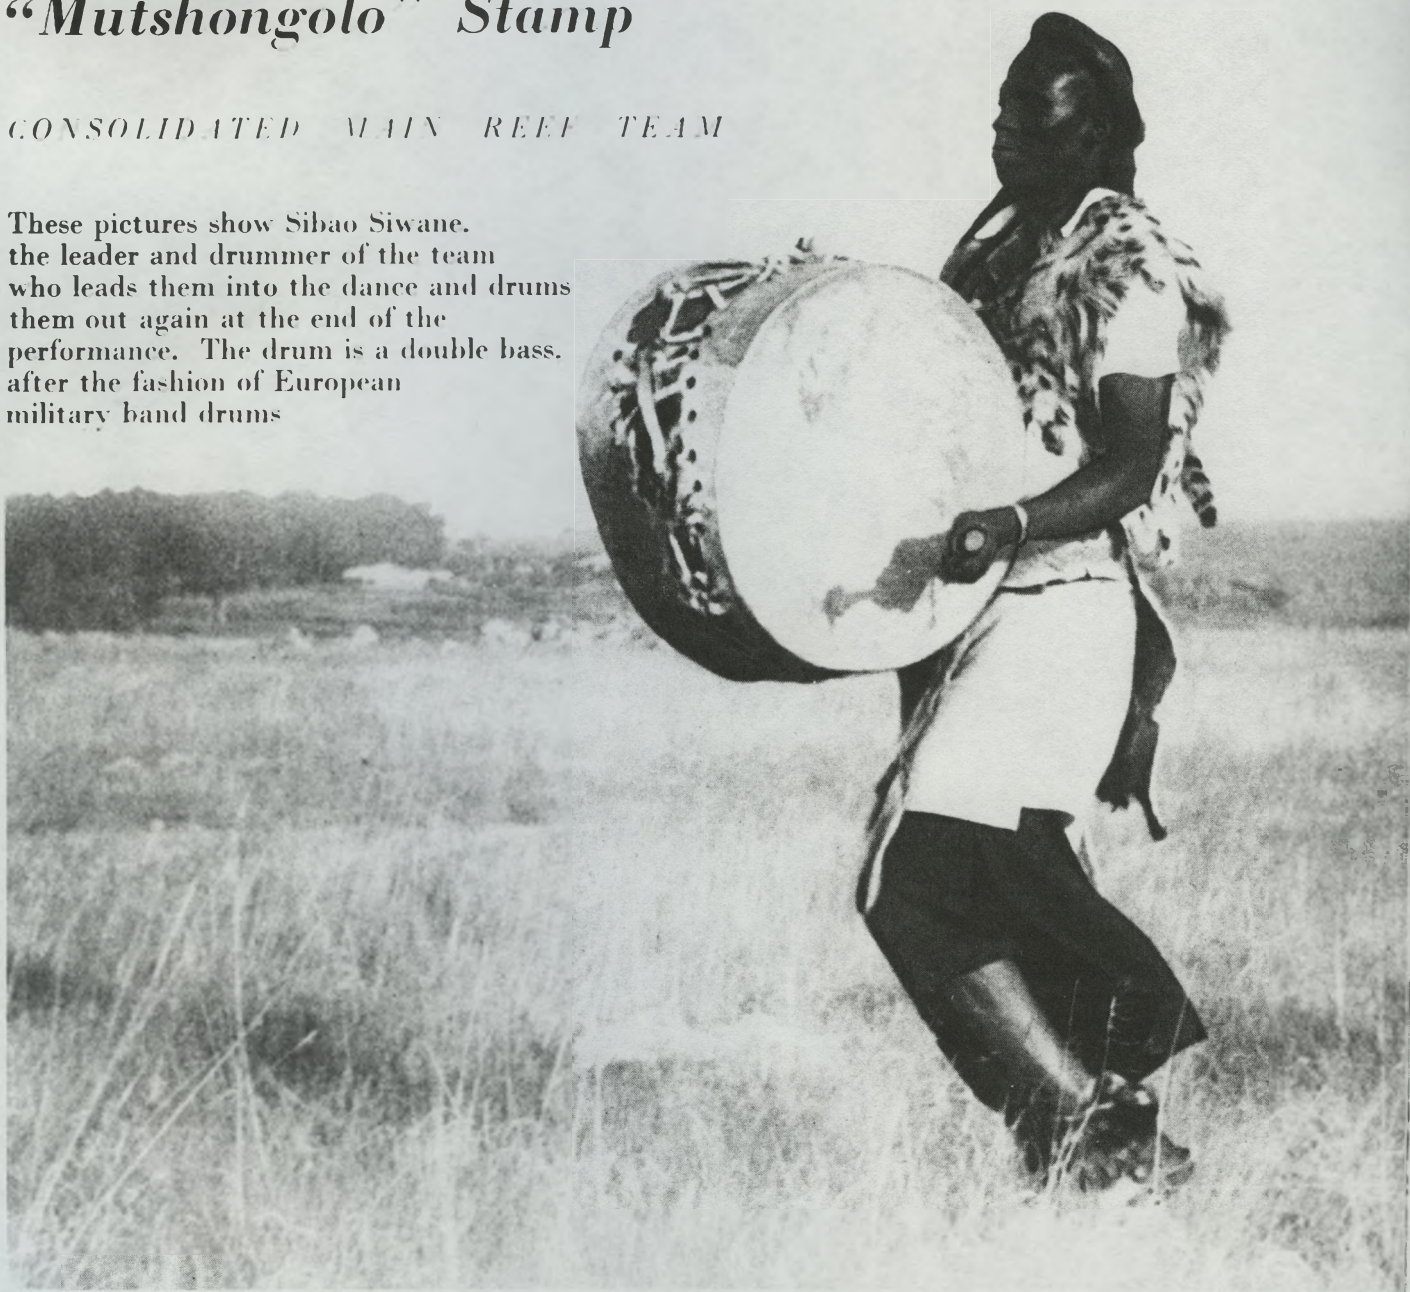 “Mutshongolo” Stamp
CONSOLIDATED MAIN REEF TEAM
These pictures show Sibao Siwane.
the leader and drummer of the team
who leads them into the dance and drums
them out again at the end of the
performance. The drum is a double bass.
after the fashion of European
military band drums